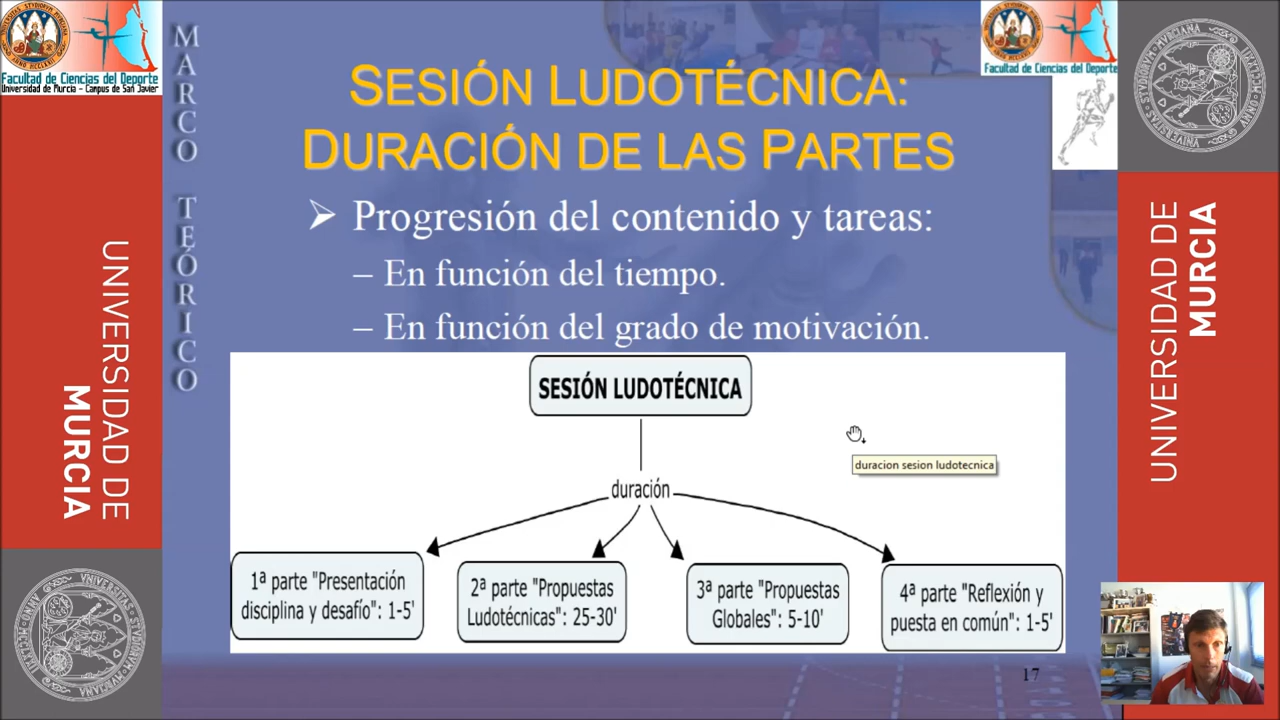 Facultad de Ciencias del Deporte
Universidad de Murcia - Campus de San Javier
UNIVERSIDAD DE
MURCIA
MARCO TEÓRICO
SESIÓN LUDOTÉCNICA:
DURACIÓN DE LAS PARTES
➢ Progresión del contenido y tareas:
– En función del tiempo.
– En función del grado de motivación.
SESIÓN LUDOTÉCNICA
duración
duracion sesion ludotecnica
1ª parte "Presentación
disciplina y desafío": 1-5'
2ª parte "Propuestas
Ludotécnicas": 25-30'
3ª parte "Propuestas
Globales": 5-10'
4ª parte "Reflexión y
puesta en común": 1-5'
17
Facultad de Ciencias del Deporte
UNIVERSIDAD DE
MURCIA